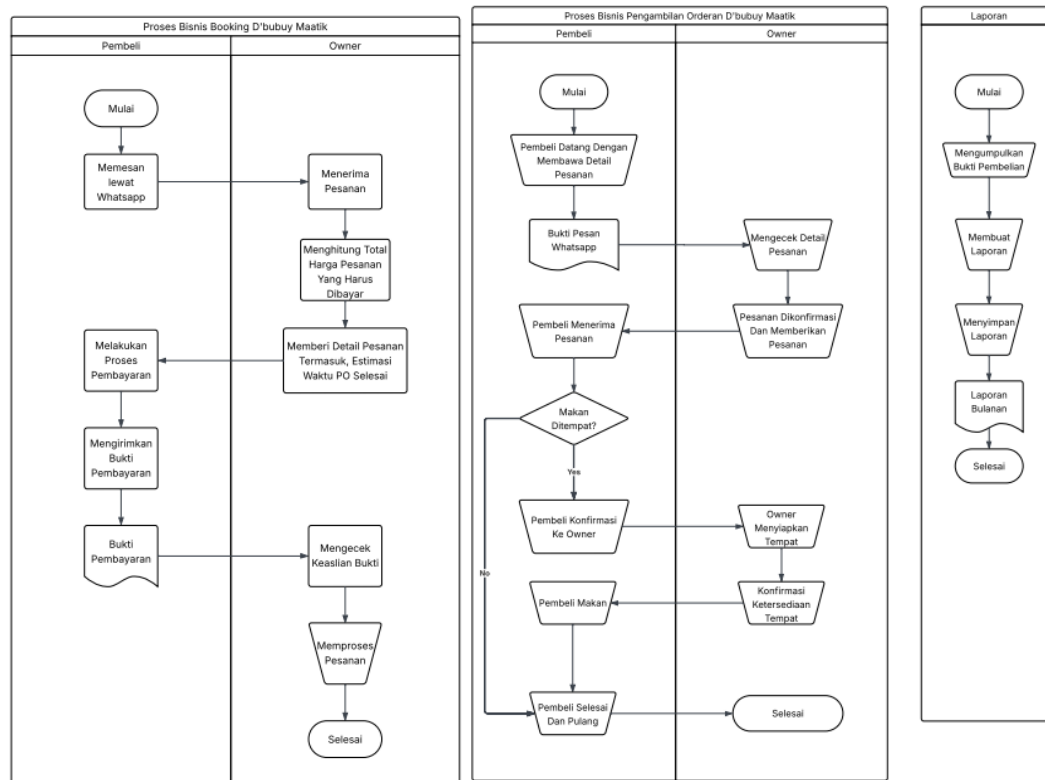 Proses Bisnis Booking D'bubuy Maatik
Pembeli
Owner
Mulai
Memesan
lewat
Whatsapp
Menerima
Pesanan
Menghitung Total
Harga Pesanan
Yang Harus
Dibayar
Memberi Detail Pesanan
Termasuk, Estimasi
Waktu PO Selesai
Melakukan
Proses
Pembayaran
Mengirimkan
Bukti
Pembayaran
Bukti
Pembayaran
Mengecek
Keaslian Bukti
Memproses
Pesanan
Selesai
Proses Bisnis Pengambilan Orderan D'bubuy Maatik
Pembeli
Owner
Mulai
Pembeli Datang Dengan
Membawa Detail
Pesanan
Bukti Pesan
Whatsapp
Mengecek Detail
Pesanan
Pesanan Dikonfirmasi
Dan Memberikan
Pesanan
Pembeli Menerima
Pesanan
Makan
Ditempat?
Yes
No
Pembeli Konfirmasi
Ke Owner
Owner
Menyiapkan
Tempat
Konfirmasi
Ketersediaan
Tempat
Pembeli Makan
Pembeli Selesai
Dan Pulang
Selesai
Laporan
Mulai
Mengumpulkan
Bukti Pembelian
Membuat
Laporan
Menyimpan
Laporan
Laporan
Bulanan
Selesai